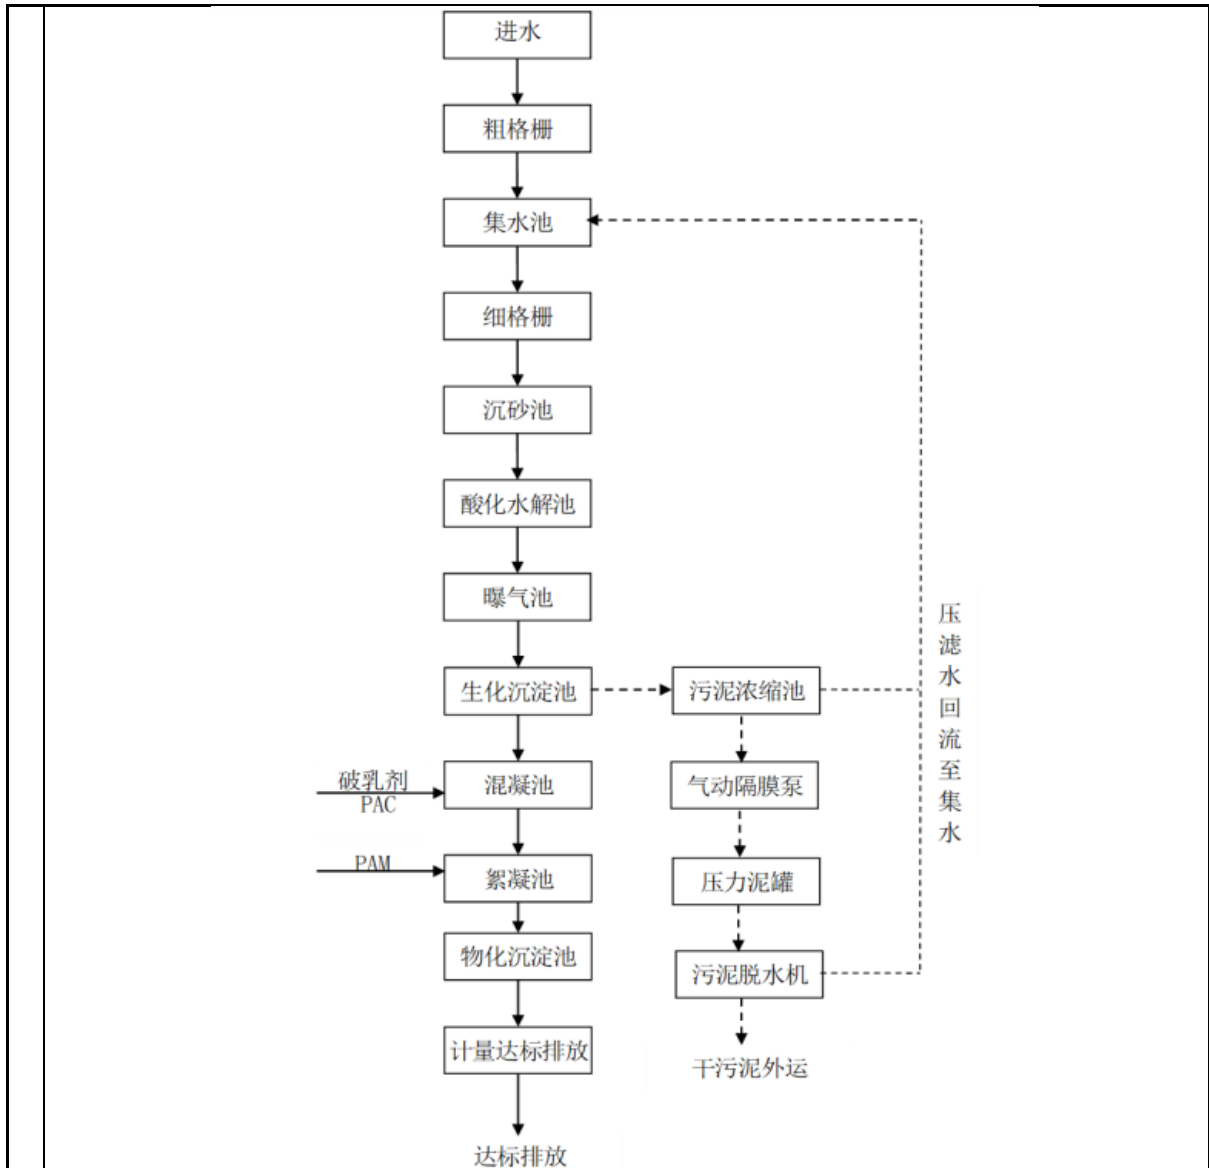 进水
粗格栅
集水池
细格栅
沉砂池
酸化水解池
曝气池
生化沉淀池
污泥浓缩池
破乳剂
PAC
混凝池
气动隔膜泵
PAM
絮凝池
压力泥罐
物化沉淀池
污泥脱水机
计量达标排放
干污泥外运
达标排放
压滤水回流至集水